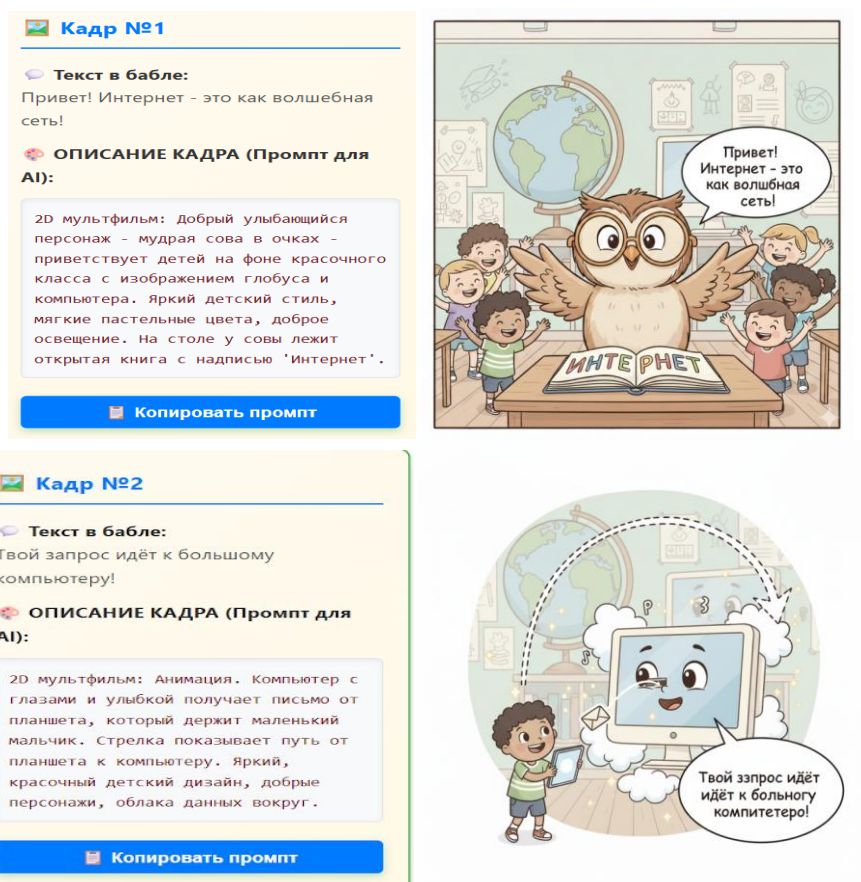 Кадр №1
Текст в бабле:
Привет! Интернет - это как волшебная
сеть!
ОПИСАНИЕ КАДРА (Промпт для
AI):
2D мультфильм: Добрый улыбающийся
персонаж - мудрая сова в очках -
приветствует детей на фоне красочного
класса с изображением глобуса и
компьютера. Яркий детский стиль,
мягкие пастельные цвета, доброе
освещение. На столе у совы лежит
открытая книга с надписью 'Интернет'.
Копировать промпт
Привет!
Интернет - это
как волшбная
сеть!
ИНТЕРНЕТ
Кадр №2
Текст в бабле:
Твой запрос идёт к большому
компьютеру!
ОПИСАНИЕ КАДРА (Промпт для
AI):
2D мультфильм: Анимация. Компьютер с
глазами и улыбкой получает письмо от
планшета, который держит маленький
мальчик. Стрелка показывает путь от
планшета к компьютеру. Яркий,
красочный детский дизайн, добрые
персонажи, облака данных вокруг.
Копировать промпт
P
3
Твой ззпрос идёт
идёт к больногу
компитетеро!